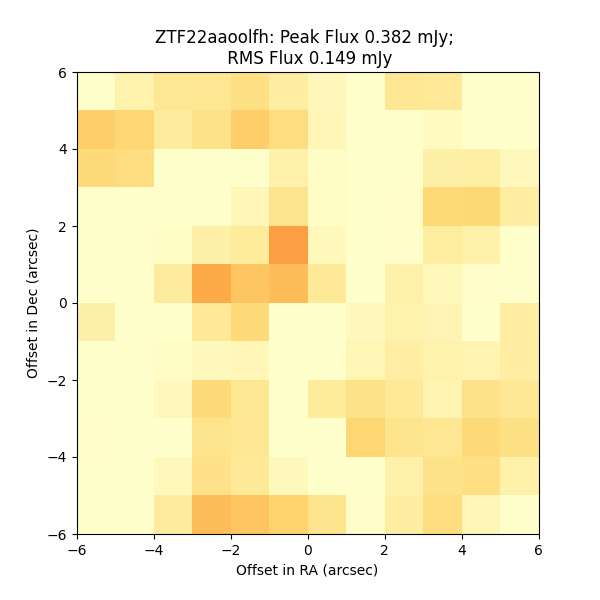 ZTF22aaoolfh: Peak Flux 0.382 mJy;
RMS Flux 0.149 mJy
6
4
2
0
−2
−4
−6
Offset in Dec (arcsec)
−6 −4 −2 0 2 4 6
Offset in RA (arcsec)